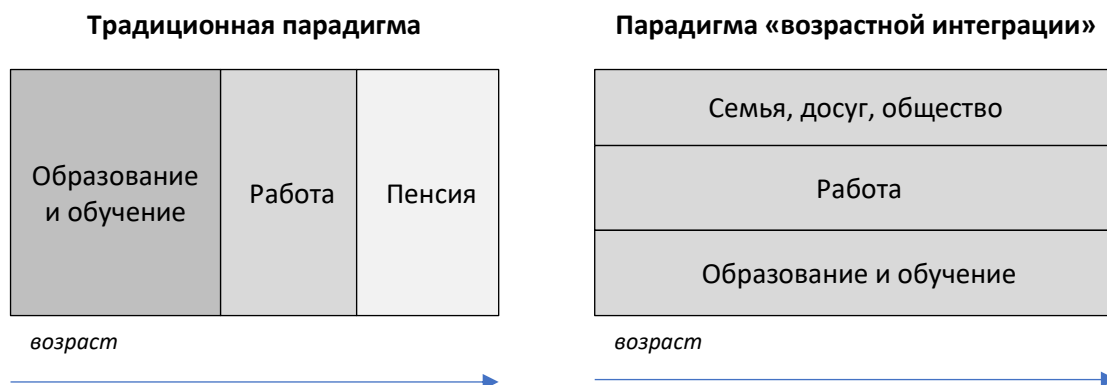 Традиционная парадигма
Образование
и обучение
Работа
Пенсия
возраст
Парадигма «возрастной интеграции»
Семья, досуг, общество
Работа
Образование и обучение
возраст